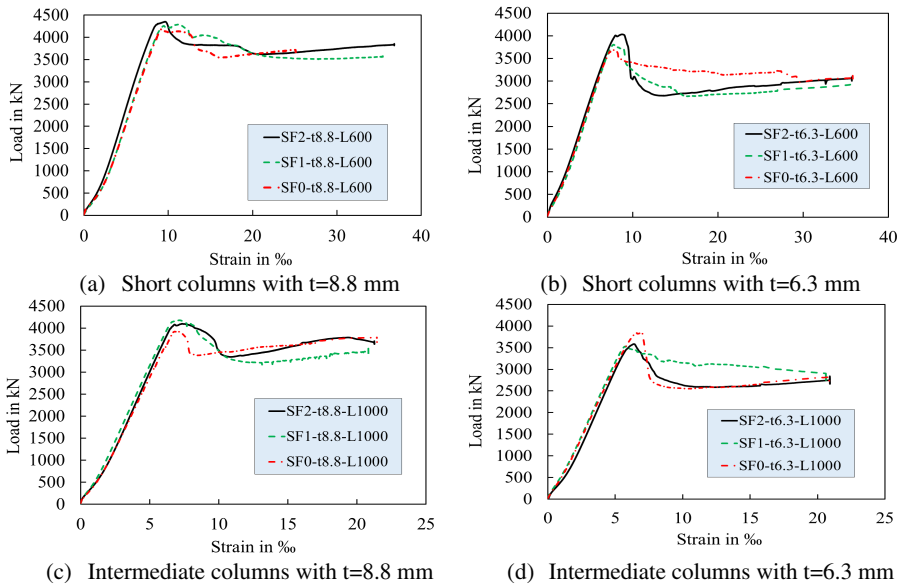 4500
4000
3500
3000
2500
2000
1500
1000
500
0
Load in kN
SF2-t8.8-L600
SF1-t8.8-L600
SF0-t8.8-L600
0 10 20 30 40
Strain in ‰
(a) Short columns with t=8.8 mm
4500
4000
3500
3000
2500
2000
1500
1000
500
0
Load in kN
SF2-t6.3-L600
SF1-t6.3-L600
SF0-t6.3-L600
0 10 20 30 40
Strain in ‰
(b) Short columns with t=6.3 mm
4500
4000
3500
3000
2500
2000
1500
1000
500
0
Load in kN
SF2-t8.8-L1000
SF1-t8.8-L1000
SF0-t8.8-L1000
0 5 10 15 20 25
Strain in ‰
(c) Intermediate columns with t=8.8 mm
4500
4000
3500
3000
2500
2000
1500
1000
500
0
Load in kN
SF2-t6.3-L1000
SF1-t6.3-L1000
SF0-t6.3-L1000
0 5 10 15 20 25
Strain in ‰
(d) Intermediate columns with t=6.3 mm